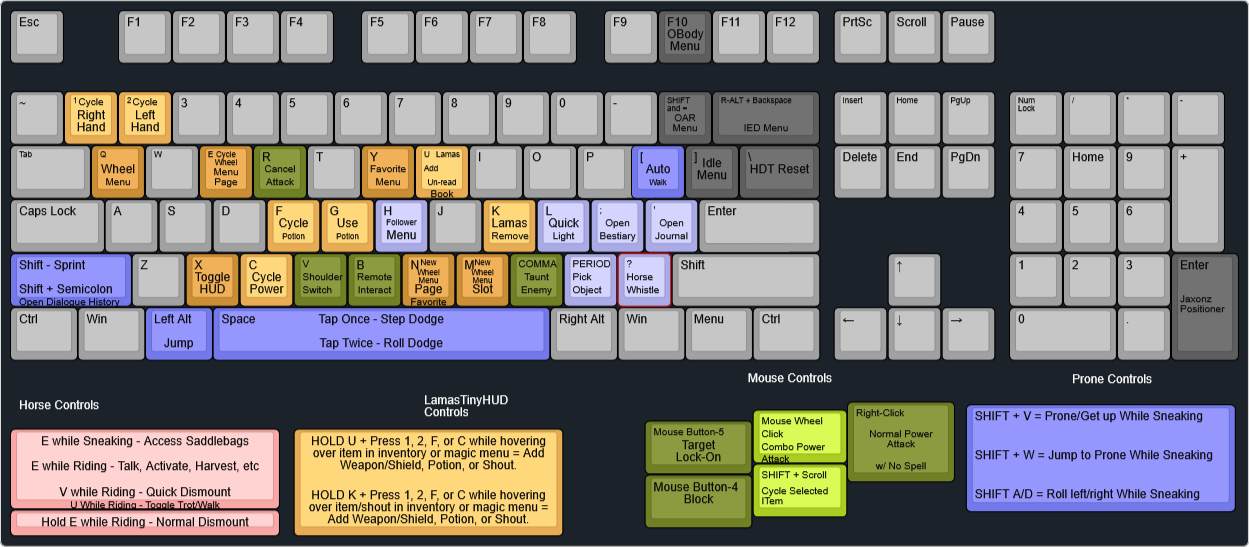 Esc F1 F2 F3 F4 F5 F6 F7 F8 F9 F10 F11 F12 PrtSc Scroll Pause
OBody
Menu
~ 1 Cycle 2 Cycle 3 4 5 6 7 8 9 0 - SHIFT R-ALT + Backspace Insert Home PgUp Num / * -
Right Left and = Lock
Hand Hand OAR IED Menu
Menu
Tab Q W E Cycle R T Y U Lamas I O P [ ] \ Delete End PgDn 7 Home 9 +
Wheel Wheel Cancel Favorite Add Auto Idle HDT Reset
Menu Menu Attack Menu Un-read Walk Menu
Page Book
Caps Lock A S D F G H J K L ; ' Enter 4 5 6
Cycle Use Follower Lamas Quick Open Open
Potion Potion Menu Remove Light Bestiary Journal
Shift - Sprint Z X C V B N New M New COMMA PERIOD ? Shift ↑ 1 2 3 Enter
Toggle Cycle Shoulder Remote Wheel Wheel Taunt Pick Horse
Shift + Semicolon HUD Power Switch Interact Menu Menu Enemy Object Whistle
Open Dialogue History Page Slot
Favorite
Jaxonz
Positioner
Ctrl Win Left Alt Space Tap Once - Step Dodge Right Alt Win Menu Ctrl ← ↓ → 0 .
Jump Tap Twice - Roll Dodge
Horse Controls
E while Sneaking - Access Saddlebags
E while Riding - Talk, Activate, Harvest, etc
V while Riding - Quick Dismount
U While Riding - Toggle Trot/Walk
Hold E while Riding - Normal Dismount
LamasTinyHUD
Controls
HOLD U + Press 1, 2, F, or C while hovering
over item in inventory or magic menu = Add
Weapon/Shield, Potion, or Shout.
HOLD K + Press 1, 2, F, or C while hovering
over item/shout in inventory or magic menu =
Add Weapon/Shield, Potion, or Shout.
Mouse Controls
Mouse Button-5
Target
Lock-On
Mouse Button-4
Block
Mouse Wheel
Click
Combo Power
Attack
SHIFT + Scroll
Cycle Selected
ITem
Right-Click
Normal Power
Attack
w/ No Spell
Prone Controls
SHIFT + V = Prone/Get up While Sneaking
SHIFT + W = Jump to Prone While Sneaking
SHIFT A/D = Roll left/right While Sneaking